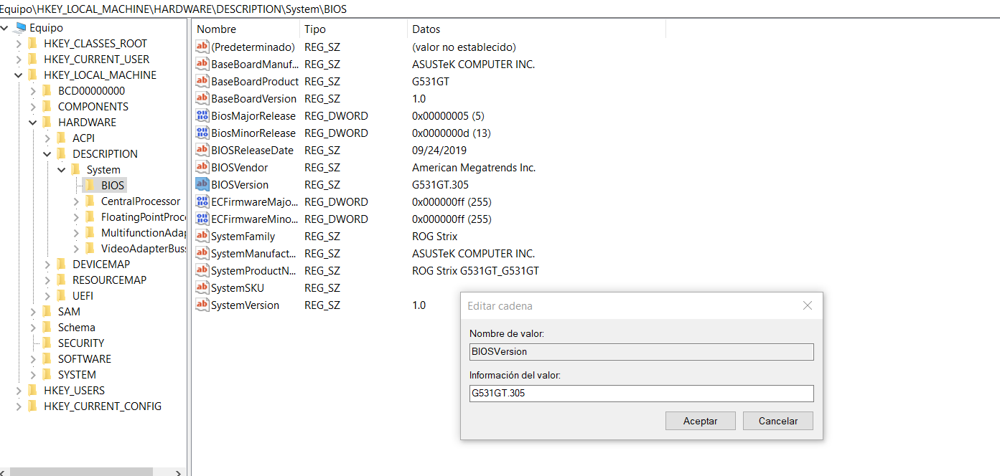 Equipo\HKEY_LOCAL_MACHINE\HARDWARE\DESCRIPTION\System\BIOS
Equipo
HKEY_CLASSES_ROOT
HKEY_CURRENT_USER
HKEY_LOCAL_MACHINE
BCD00000000
COMPONENTS
HARDWARE
ACPI
DESCRIPTION
System
BIOS
CentralProcessor
FloatingPointProc
MultifunctionAdap
VideoAdapterBuss
DEVICEMAP
RESOURCEMAP
UEFI
SAM
Schema
SECURITY
SOFTWARE
SYSTEM
HKEY_USERS
HKEY_CURRENT_CONFIG
Nombre Tipo Datos
(Predeterminado) REG_SZ (valor no establecido)
BaseBoardManuf... REG_SZ ASUSTeK COMPUTER INC.
BaseBoardProduct REG_SZ G531GT
BaseBoardVersion REG_SZ 1.0
BiosMajorRelease REG_DWORD 0x00000005 (5)
BiosMinorRelease REG_DWORD 0x0000000d (13)
BIOSReleaseDate REG_SZ 09/24/2019
BIOSVendor REG_SZ American Megatrends Inc.
BIOSVersion REG_SZ G531GT.305
ECFirmwareMajo... REG_DWORD 0x000000ff (255)
ECFirmwareMino... REG_DWORD 0x000000ff (255)
SystemFamily REG_SZ ROG Strix
SystemManufact... REG_SZ ASUSTeK COMPUTER INC.
SystemProductN... REG_SZ ROG Strix G531GT_G531GT
SystemSKU REG_SZ
SystemVersion REG_SZ 1.0
Editar cadena
Nombre de valor:
BIOSVersion
Información del valor:
G531GT.305
Aceptar Cancelar